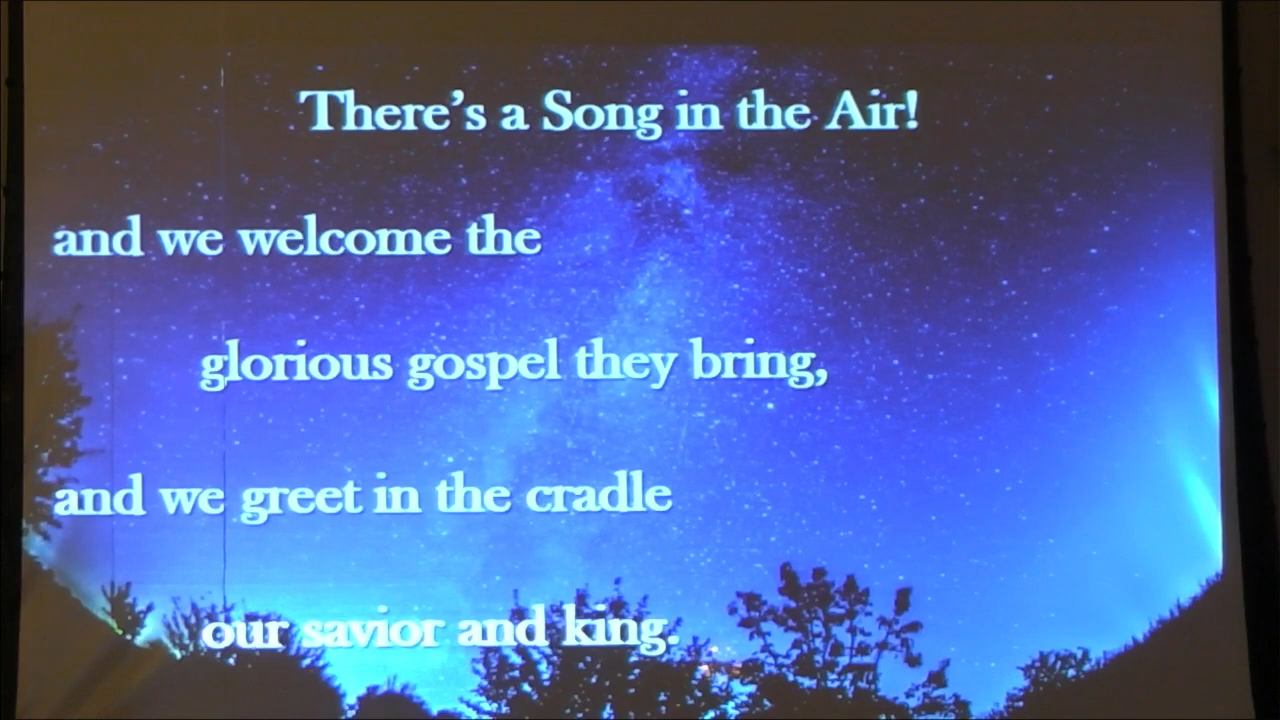 There's a Song in the Air!
and we welcome the
glorious gospel they bring,
and we greet in the cradle
our savior and king.